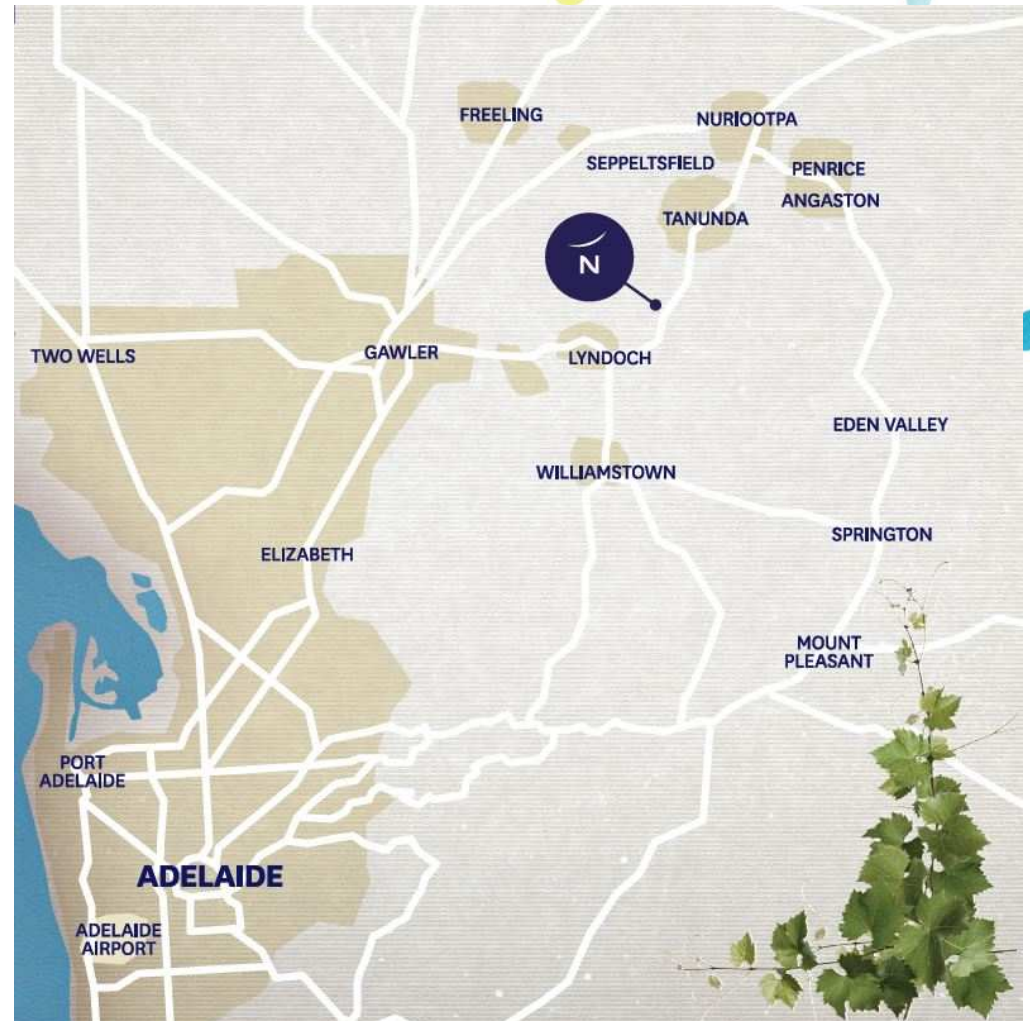 FREELING
NURIOOTPA
SEPPELTSFIELD
PENRICE
ANGASTON
TANUNDA
N
TWO WELLS
GAWLER
LYNDOCH
EDEN VALLEY
WILLIAMSTOWN
SPRINGTON
ELIZABETH
MOUNT
PLEASANT
PORT
ADELAIDE
ADELAIDE
ADELAIDE
AIRPORT